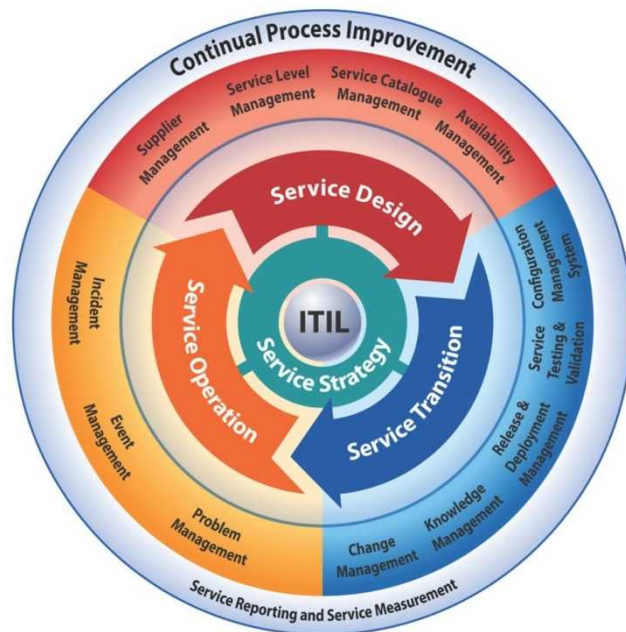 Continual Process Improvement
Supplier
Management
Service Level
Management
Service Catalogue
Management
Availability
Management
Configuration
Management
System
Service
Testing &
Validation
Release &
Deployment
Management
Knowledge
Management
Change
Management
Problem
Management
Event
Management
Incident
Management
Service Design
Service Transition
Service Operation
Service Strategy
ITIL
Service Reporting and Service Measurement